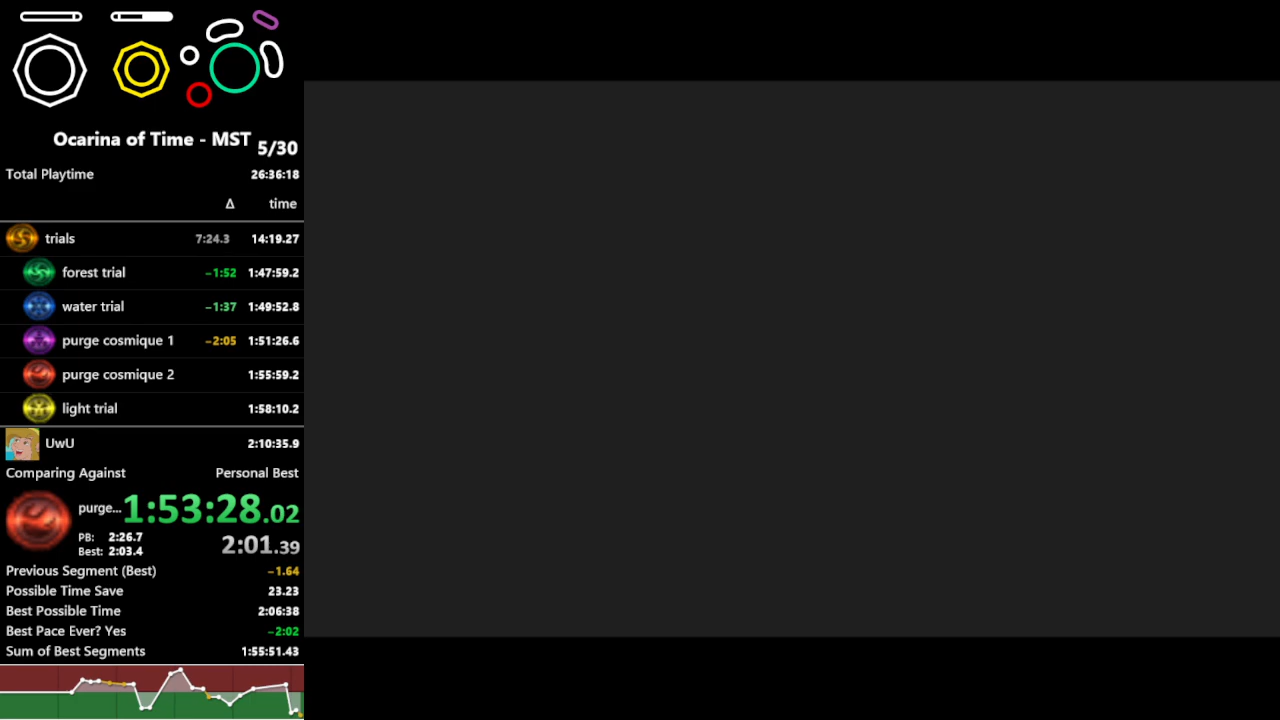 Ocarina of Time - MST
5/30
Total Playtime 26:36:18
Δ time
trials 7:24.3 14:19.27
forest trial −1:52 1:47:59.2
water trial −1:37 1:49:52.8
purge cosmique 1 −2:05 1:51:26.6
purge cosmique 2 1:55:59.2
light trial 1:58:10.2
UwU 2:10:35.9
Comparing Against Personal Best
purge... 1:53:28.02
PB: 2:26.7
Best: 2:03.4
2:01.39
Previous Segment (Best) −1.64
Possible Time Save 23.23
Best Possible Time 2:06:38
Best Pace Ever? Yes −2:02
Sum of Best Segments 1:55:51.43